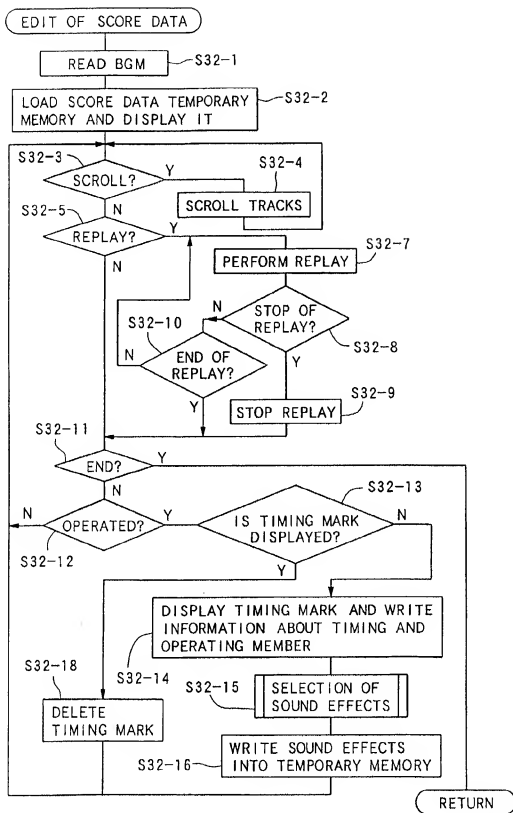 EDIT OF SCORE DATA
READ BGM
S32-1
S32-2
LOAD SCORE DATA TEMPORARY
MEMORY AND DISPLAY IT
S32-3
SCROLL?
Y
N
S32-4
SCROLL TRACKS
S32-5
REPLAY?
Y
N
S32-7
PERFORM REPLAY
STOP OF
REPLAY?
N
Y
S32-8
S32-10
END OF
REPLAY?
N
Y
S32-9
STOP REPLAY
S32-11
END?
Y
N
S32-12
OPERATED?
N
Y
S32-13
IS TIMING MARK
DISPLAYED?
N
Y
DISPLAY TIMING MARK AND WRITE
INFORMATION ABOUT TIMING AND
OPERATING MEMBER
S32-14
S32-15
SELECTION OF
SOUND EFFECTS
S32-18
DELETE
TIMING MARK
WRITE SOUND EFFECTS
INTO TEMPORARY MEMORY
S32-16
RETURN